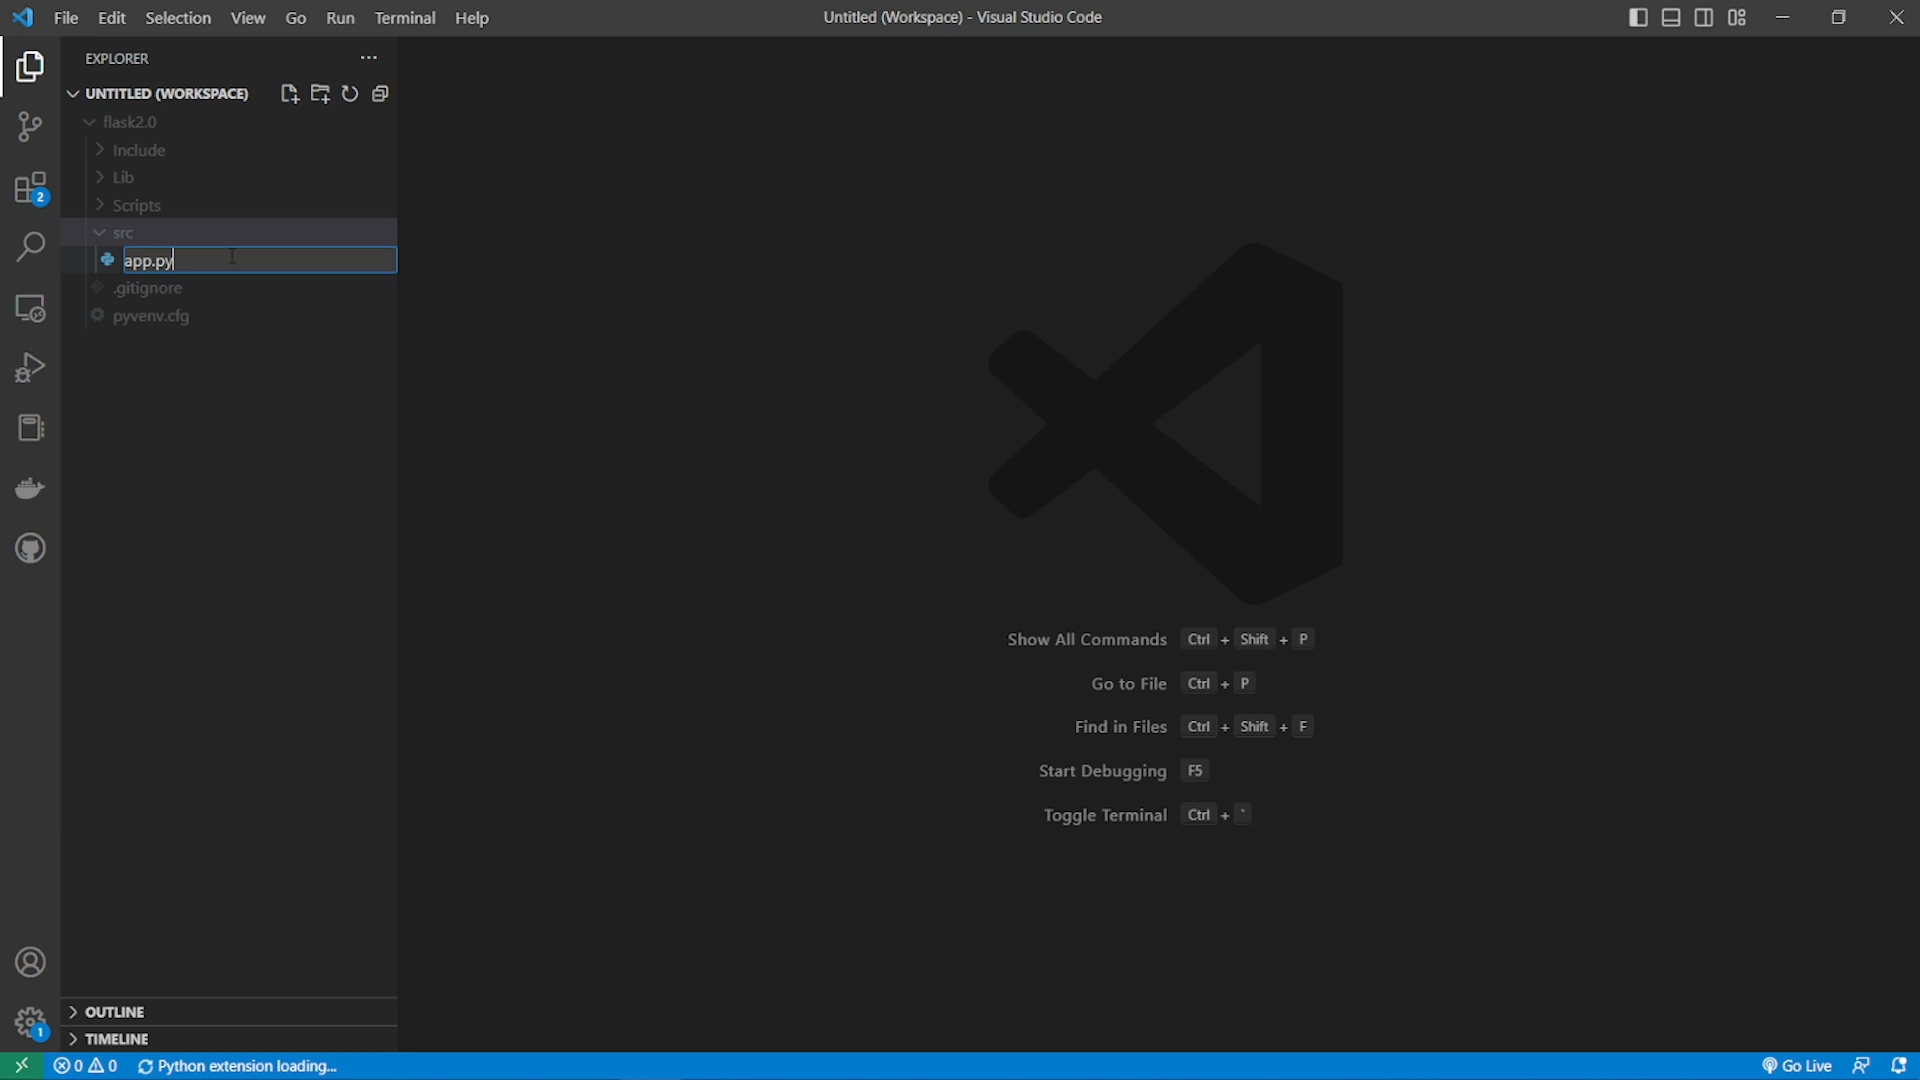 File Edit Selection View Go Run Terminal Help
Untitled (Workspace) - Visual Studio Code
EXPLORER
UNTITLED (WORKSPACE)
flask2.0
Include
Lib
Scripts
src
app.py
.gitignore
pyvenv.cfg
2
Show All Commands Ctrl + Shift + P
Go to File Ctrl + P
Find in Files Ctrl + Shift + F
Start Debugging F5
Toggle Terminal Ctrl + `
OUTLINE
TIMELINE
1
0 0 Python extension loading...
Go Live